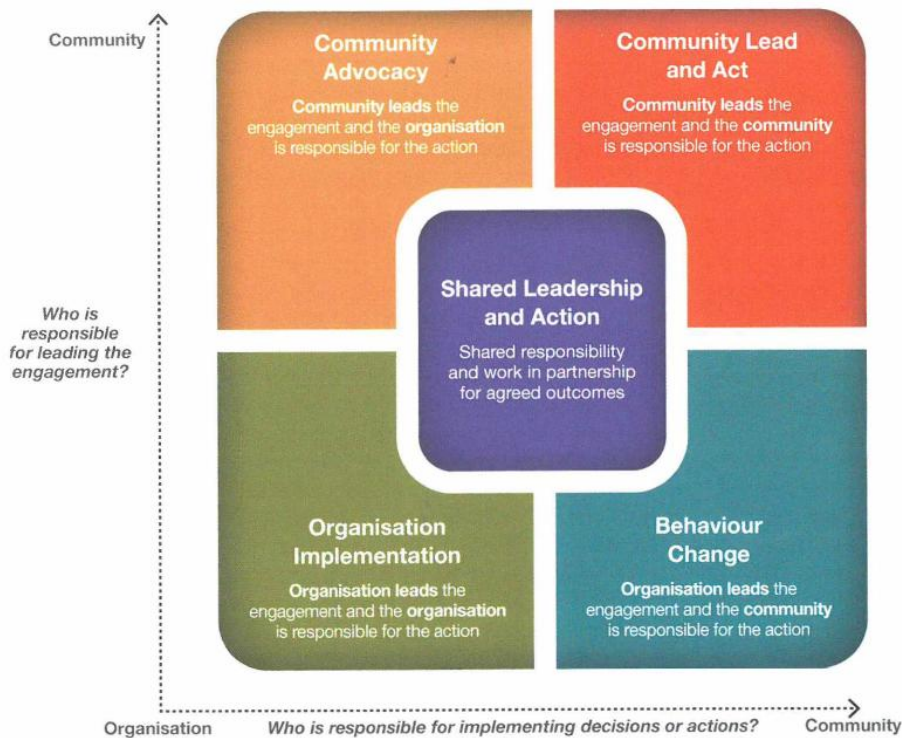 Community
Community
Advocacy
Community leads the
engagement and the organisation
is responsible for the action
Community Lead
and Act
Community leads the
engagement and the community
is responsible for the action
Who is
responsible
for leading the
engagement?
Shared Leadership
and Action
Shared responsibility
and work in partnership
for agreed outcomes
Organisation
Implementation
Organisation leads the
engagement and the organisation
is responsible for the action
Behaviour
Change
Organisation leads the
engagement and the community
is responsible for the action
Organisation
Who is responsible for implementing decisions or actions?
Community